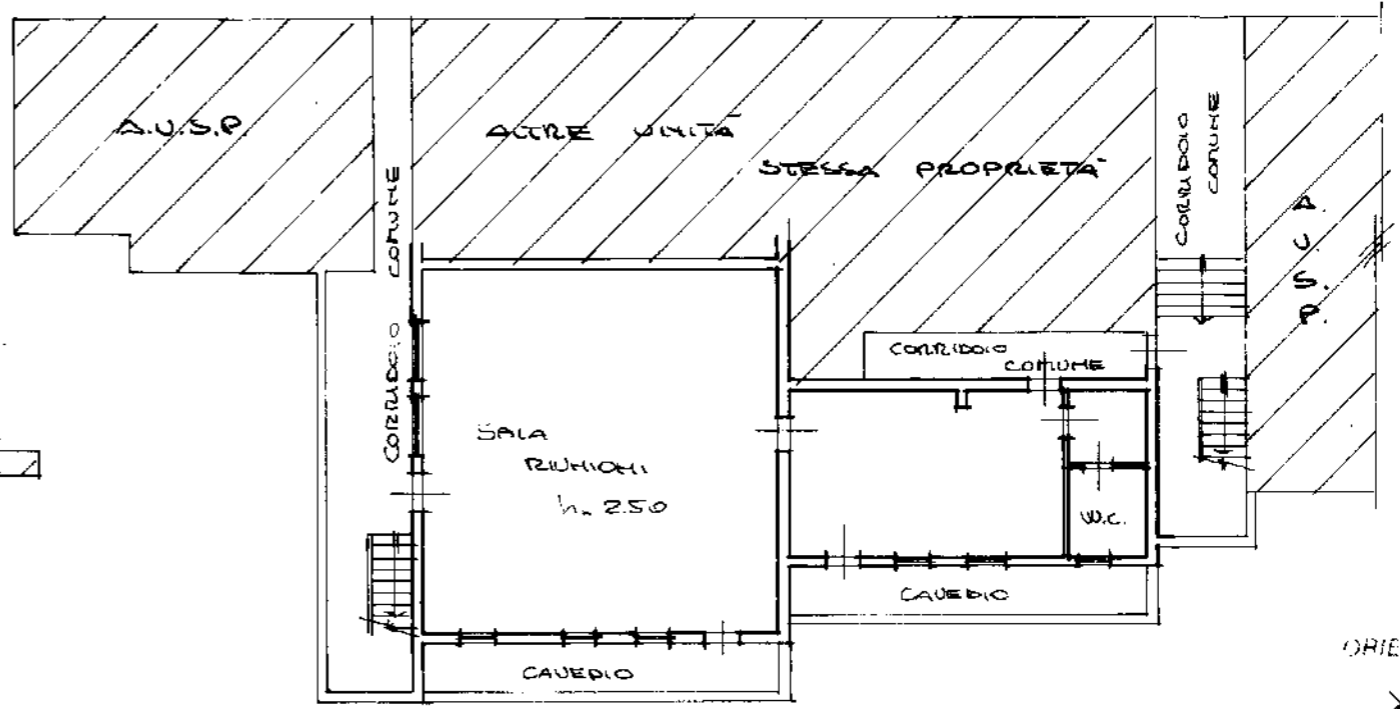 A.U.S.P.
ALTRE UNITÀ
STESSA PROPRIETÀ
CORRIDOIO COMUNE
CORRIDOIO
COMUNE
A.
U
S.
P.
CORRIDOIO
COMUNE
SALA
RIUNIONI
h. 2.50
W.C.
CAVEDIO
CAVEDIO
ORIE